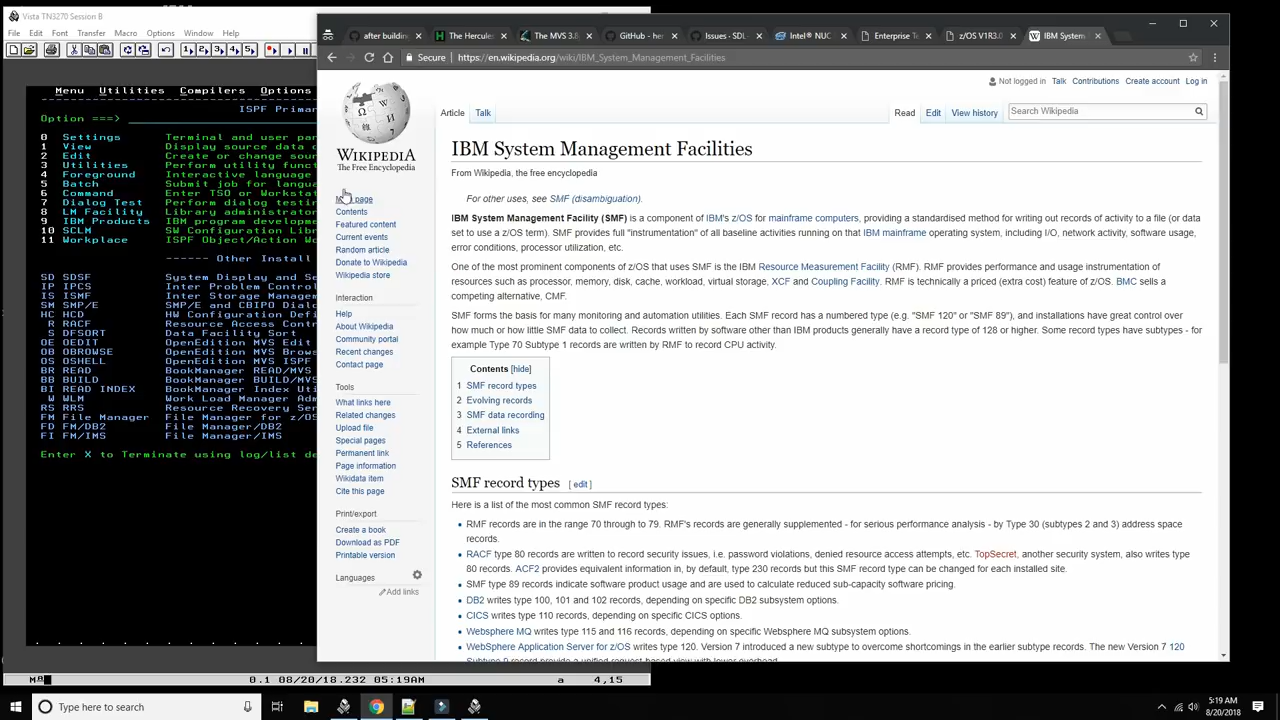 Vista TN3270 Session B
File Edit Font Transfer Macro Options Window Help
Menu Utilities Compilers Options
ISPF Primar
Option ===>
0 Settings Terminal and user par
1 View Display source data o
2 Edit Create or change sour
3 Utilities Perform utility funct
4 Foreground Interactive language
5 Batch Submit job for langua
6 Command Enter TSO or Workstat
7 Dialog Test Perform dialog testin
8 LM Facility Library administrator
9 IBM Products IBM program developme
10 SCLM SW Configuration Libr
11 Workplace ISPF Object/Action Wo
------ Other Install
SD SDSF System Display and Se
IP IPCS Inter Problem Control
IS ISMF Inter Storage Managem
SM SMP/E SMP/E and CBIPO Dialo
HC HCD HW Configuration Defi
R RACF Resource Access Contr
S DFSORT Data Facility Sort
OE OEDIT OpenEdition MVS Edit
OB OBROWSE OpenEdition MVS Brows
OS OSHELL OpenEdition MVS ISPF
BR READ BookManager READ/MVS
BB BUILD BookManager BUILD/MVS
BI READ INDEX BookManager Index Uti
W WLM Work Load Manager Adm
RS RRS Resource Recovery Ser
FM File Manager File Manager for z/OS
FD FM/DB2 File Manager/DB2
FI FM/IMS File Manager/IMS
Enter X to Terminate using log/list de
0.1 08/20/18.232 05:19AM a 4,15
after building The Hercules The MVS 3.8 GitHub - her Issues · SDL Intel® NUC Enterprise Te z/OS V1R3.0 IBM System
Secure https://en.wikipedia.org/wiki/IBM_System_Management_Facilities
WIKIPEDIA
The Free Encyclopedia
page
Contents
Featured content
Current events
Random article
Donate to Wikipedia
Wikipedia store
Interaction
Help
About Wikipedia
Community portal
Recent changes
Contact page
Tools
What links here
Related changes
Upload file
Special pages
Permanent link
Page information
Wikidata item
Cite this page
Print/export
Create a book
Download as PDF
Printable version
Languages
Add links
Not logged in Talk Contributions Create account Log in
Article Talk Read Edit View history Search Wikipedia
IBM System Management Facilities
From Wikipedia, the free encyclopedia
For other uses, see SMF (disambiguation).
IBM System Management Facility (SMF) is a component of IBM's z/OS for mainframe computers, providing a standardised method for writing out records of activity to a file (or data
set to use a z/OS term). SMF provides full "instrumentation" of all baseline activities running on that IBM mainframe operating system, including I/O, network activity, software usage,
error conditions, processor utilization, etc.
One of the most prominent components of z/OS that uses SMF is the IBM Resource Measurement Facility (RMF). RMF provides performance and usage instrumentation of
resources such as processor, memory, disk, cache, workload, virtual storage, XCF and Coupling Facility. RMF is technically a priced (extra cost) feature of z/OS. BMC sells a
competing alternative, CMF.
SMF forms the basis for many monitoring and automation utilities. Each SMF record has a numbered type (e.g. "SMF 120" or "SMF 89"), and installations have great control over
how much or how little SMF data to collect. Records written by software other than IBM products generally have a record type of 128 or higher. Some record types have subtypes - for
example Type 70 Subtype 1 records are written by RMF to record CPU activity.
Contents [hide]
1 SMF record types
2 Evolving records
3 SMF data recording
4 External links
5 References
SMF record types [ edit ]
Here is a list of the most common SMF record types:
• RMF records are in the range 70 through to 79. RMF's records are generally supplemented - for serious performance analysis - by Type 30 (subtypes 2 and 3) address space
records.
• RACF type 80 records are written to record security issues, i.e. password violations, denied resource access attempts, etc. TopSecret, another security system, also writes type
80 records. ACF2 provides equivalent information in, by default, type 230 records but this SMF record type can be changed for each installed site.
• SMF type 89 records indicate software product usage and are used to calculate reduced sub-capacity software pricing.
• DB2 writes type 100, 101 and 102 records, depending on specific DB2 subsystem options.
• CICS writes type 110 records, depending on specific CICS options.
• Websphere MQ writes type 115 and 116 records, depending on specific Websphere MQ subsystem options.
• WebSphere Application Server for z/OS writes type 120. Version 7 introduced a new subtype to overcome shortcomings in the earlier subtype records. The new Version 7 120
Subtype 9 record provide a unified request-based view with lower overhead.
Type here to search
5:19 AM
8/20/2018